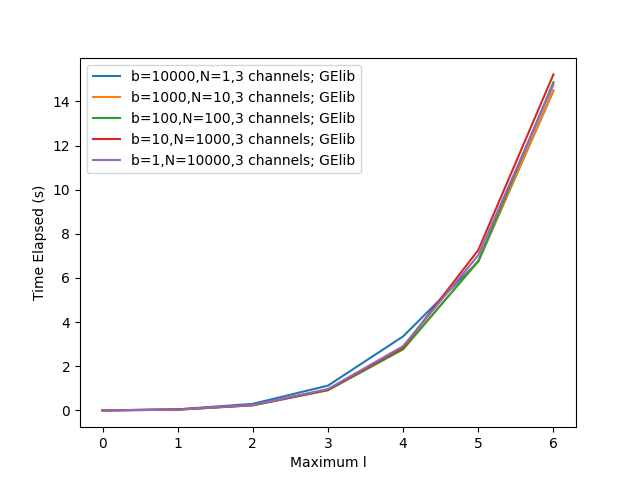 b=10000,N=1,3 channels; GElib
b=1000,N=10,3 channels; GElib
b=100,N=100,3 channels; GElib
b=10,N=1000,3 channels; GElib
b=1,N=10000,3 channels; GElib
Time Elapsed (s)
14
12
10
8
6
4
2
0
0 1 2 3 4 5 6
Maximum l